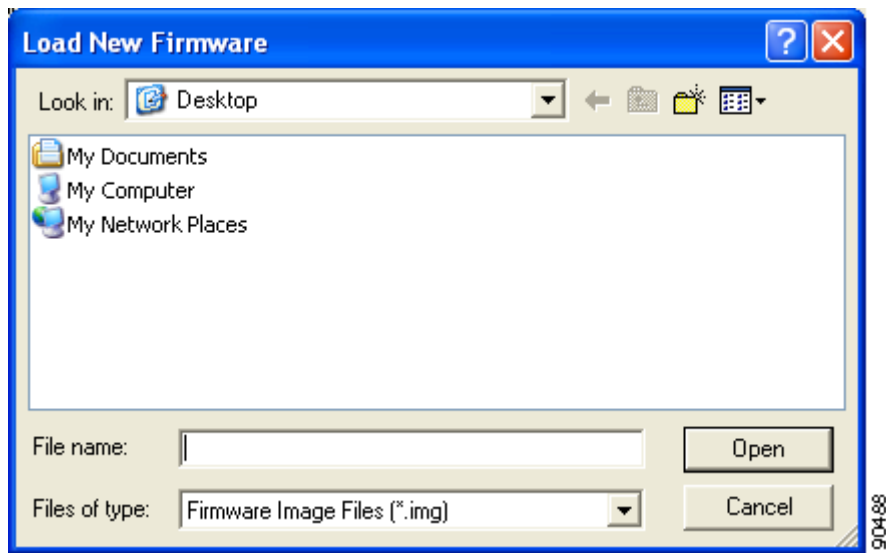 Load New Firmware
?
Look in: Desktop
My Documents
My Computer
My Network Places
File name:
Open
Files of type: Firmware Image Files (*.img)
Cancel
90488